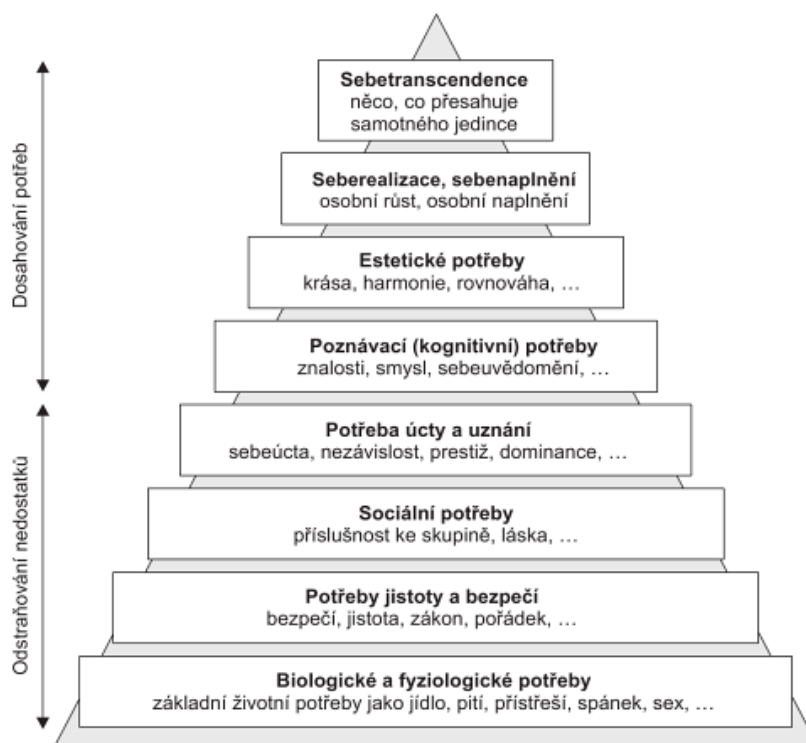 Sebetranscendence
něco, co přesahuje
samotného jedince
Seberealizace, sebenaplnění
osobní růst, osobní naplnění
Estetické potřeby
krása, harmonie, rovnováha, …
Poznávací (kognitivní) potřeby
znalosti, smysl, sebeuvědomění, …
Dosahování potřeb
Potřeba úcty a uznání
sebeúcta, nezávislost, prestiž, dominance, …
Sociální potřeby
příslušnost ke skupině, láska, …
Potřeby jistoty a bezpečí
bezpečí, jistota, zákon, pořádek, …
Biologické a fyziologické potřeby
základní životní potřeby jako jídlo, pití, přístřeší, spánek, sex, …
Odstraňování nedostatků